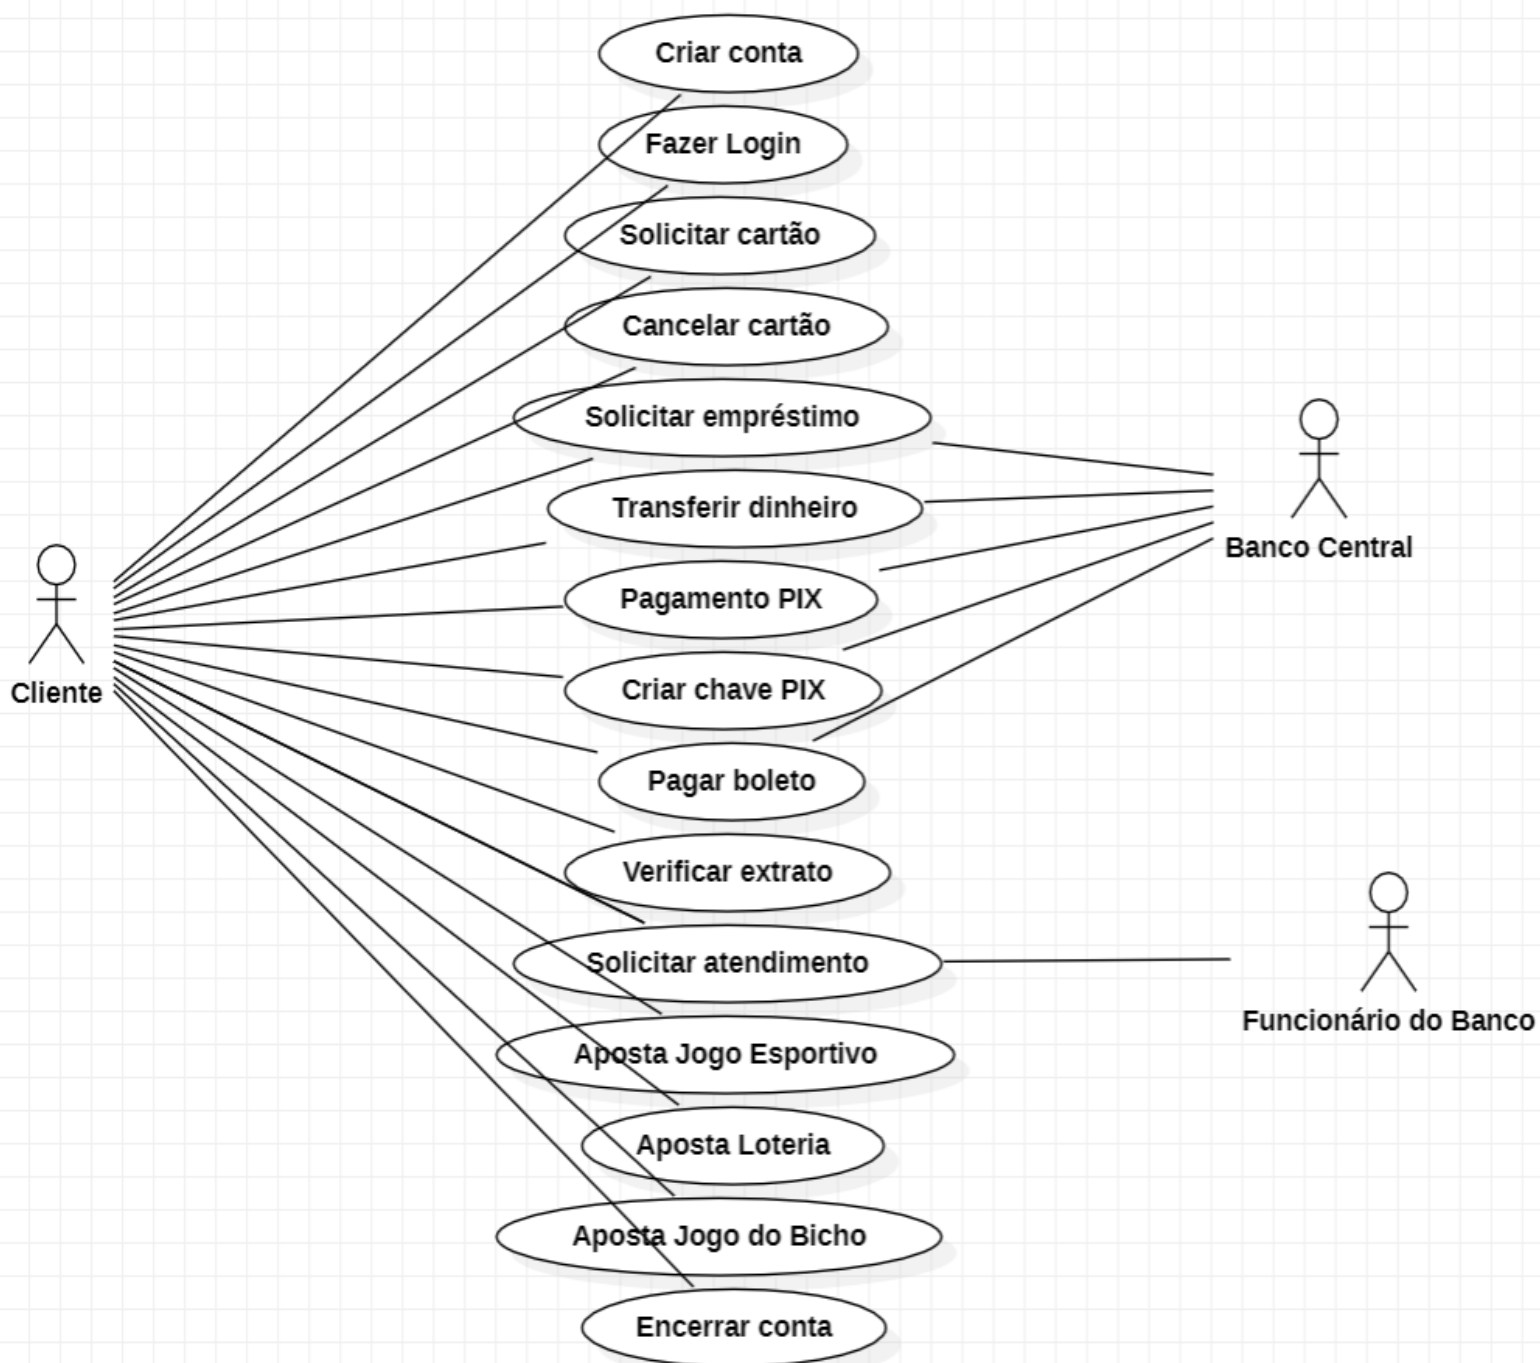 Criar conta
Fazer Login
Solicitar cartão
Cancelar cartão
Solicitar empréstimo
Transferir dinheiro
Banco Central
Pagamento PIX
Criar chave PIX
Cliente
Pagar boleto
Verificar extrato
Solicitar atendimento
Funcionário do Banco
Aposta Jogo Esportivo
Aposta Loteria
Aposta Jogo do Bicho
Encerrar conta